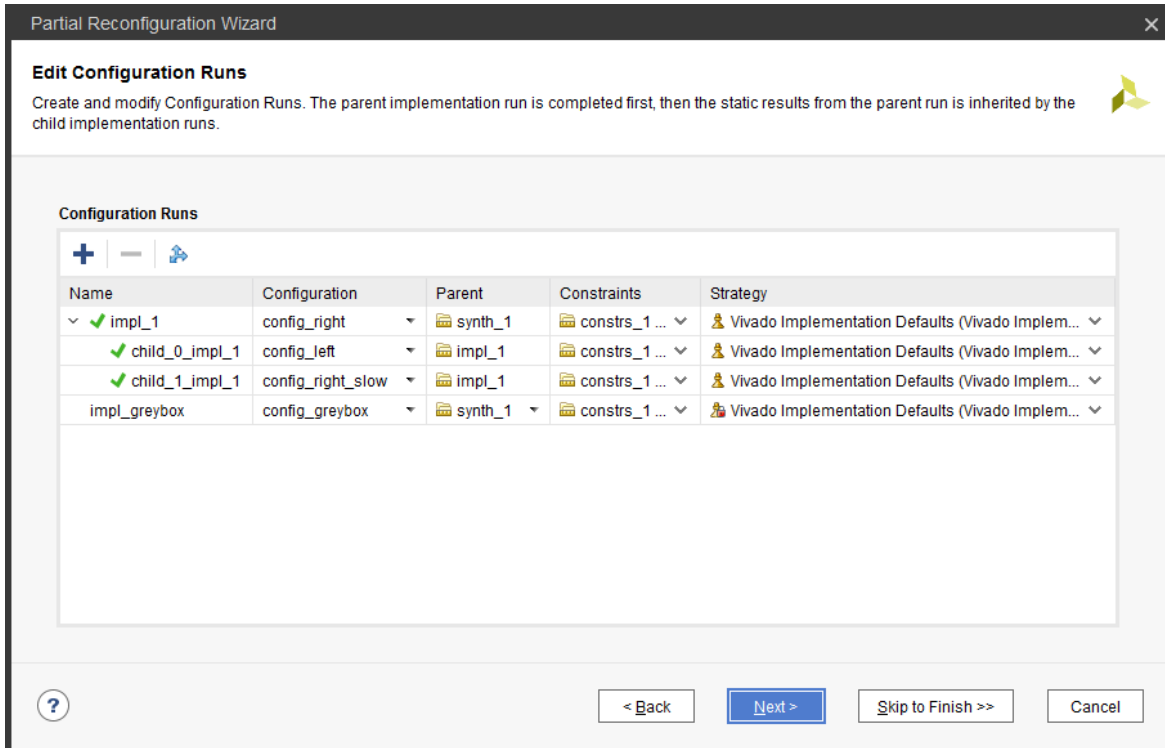 Partial Reconfiguration Wizard
Edit Configuration Runs
Create and modify Configuration Runs. The parent implementation run is completed first, then the static results from the parent run is inherited by the
child implementation runs.
Configuration Runs
Name Configuration Parent Constraints Strategy
impl_1 config_right synth_1 constrs_1 ... Vivado Implementation Defaults (Vivado Implem...
child_0_impl_1 config_left impl_1 constrs_1 ... Vivado Implementation Defaults (Vivado Implem...
child_1_impl_1 config_right_slow impl_1 constrs_1 ... Vivado Implementation Defaults (Vivado Implem...
impl_greybox config_greybox synth_1 constrs_1 ... Vivado Implementation Defaults (Vivado Implem...
? < Back Next > Skip to Finish >> Cancel